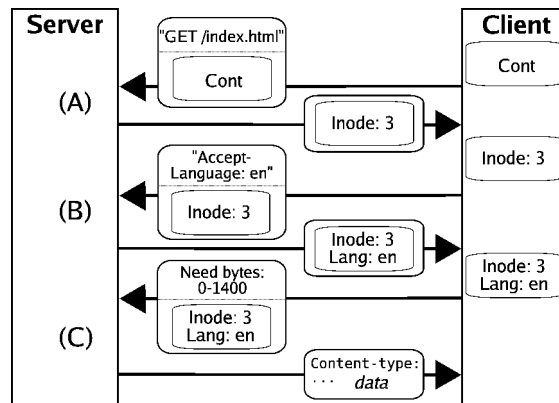 Server
Client
"GET /index.html"
Cont
Cont
(A)
Inode: 3
"Accept-
Language: en"
Inode: 3
Inode: 3
(B)
Inode: 3
Lang: en
Need bytes:
0-1400
Inode: 3
Lang: en
Inode: 3
Lang: en
(C)
Content-type:
... data